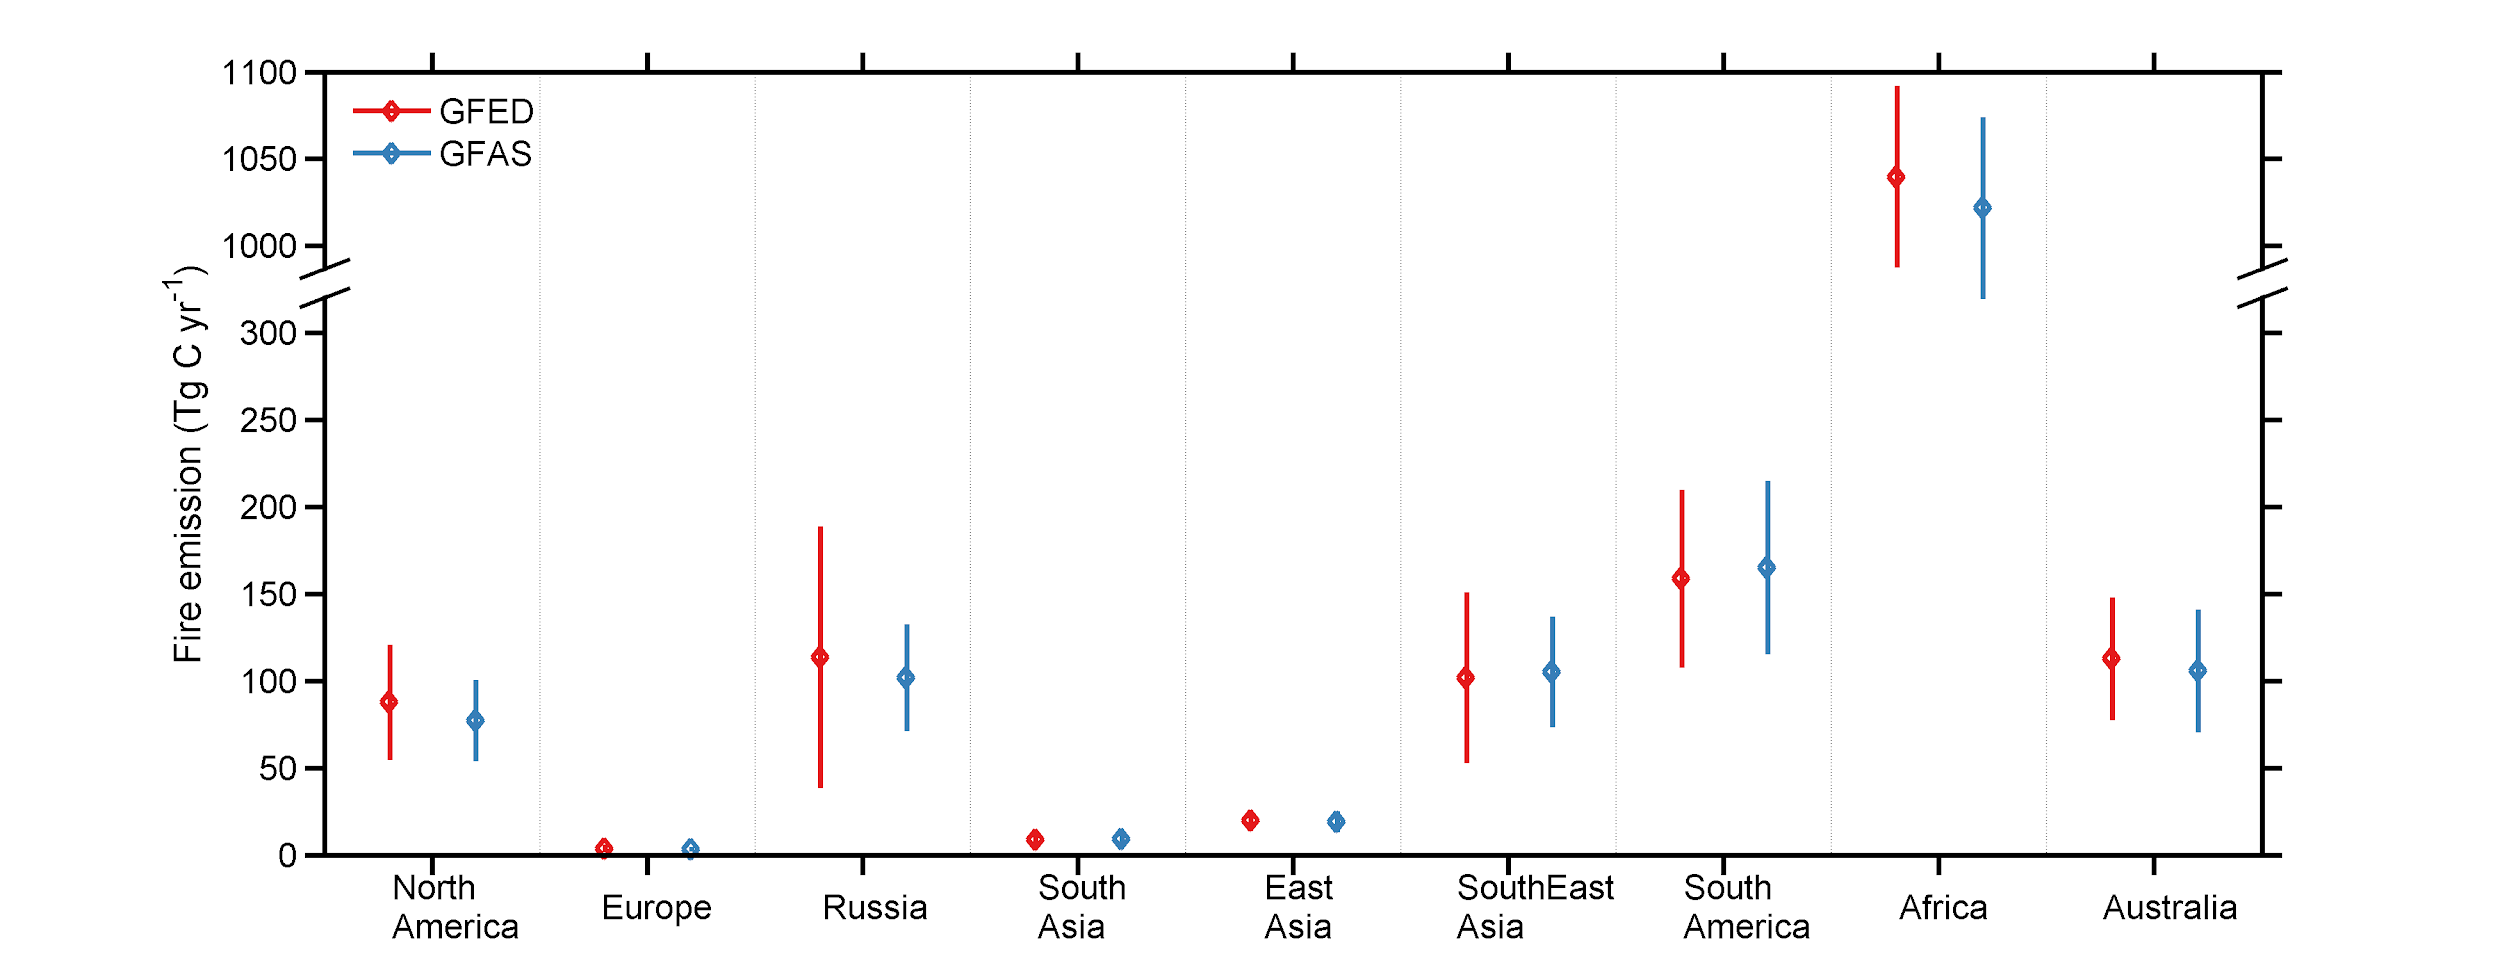 1100
1050
1000
300
250
200
150
100
50
0
Fire emission (Tg C yr-1)
GFED
GFAS
North
America
Europe
Russia
South
Asia
East
Asia
SouthEast
Asia
South
America
Africa
Australia